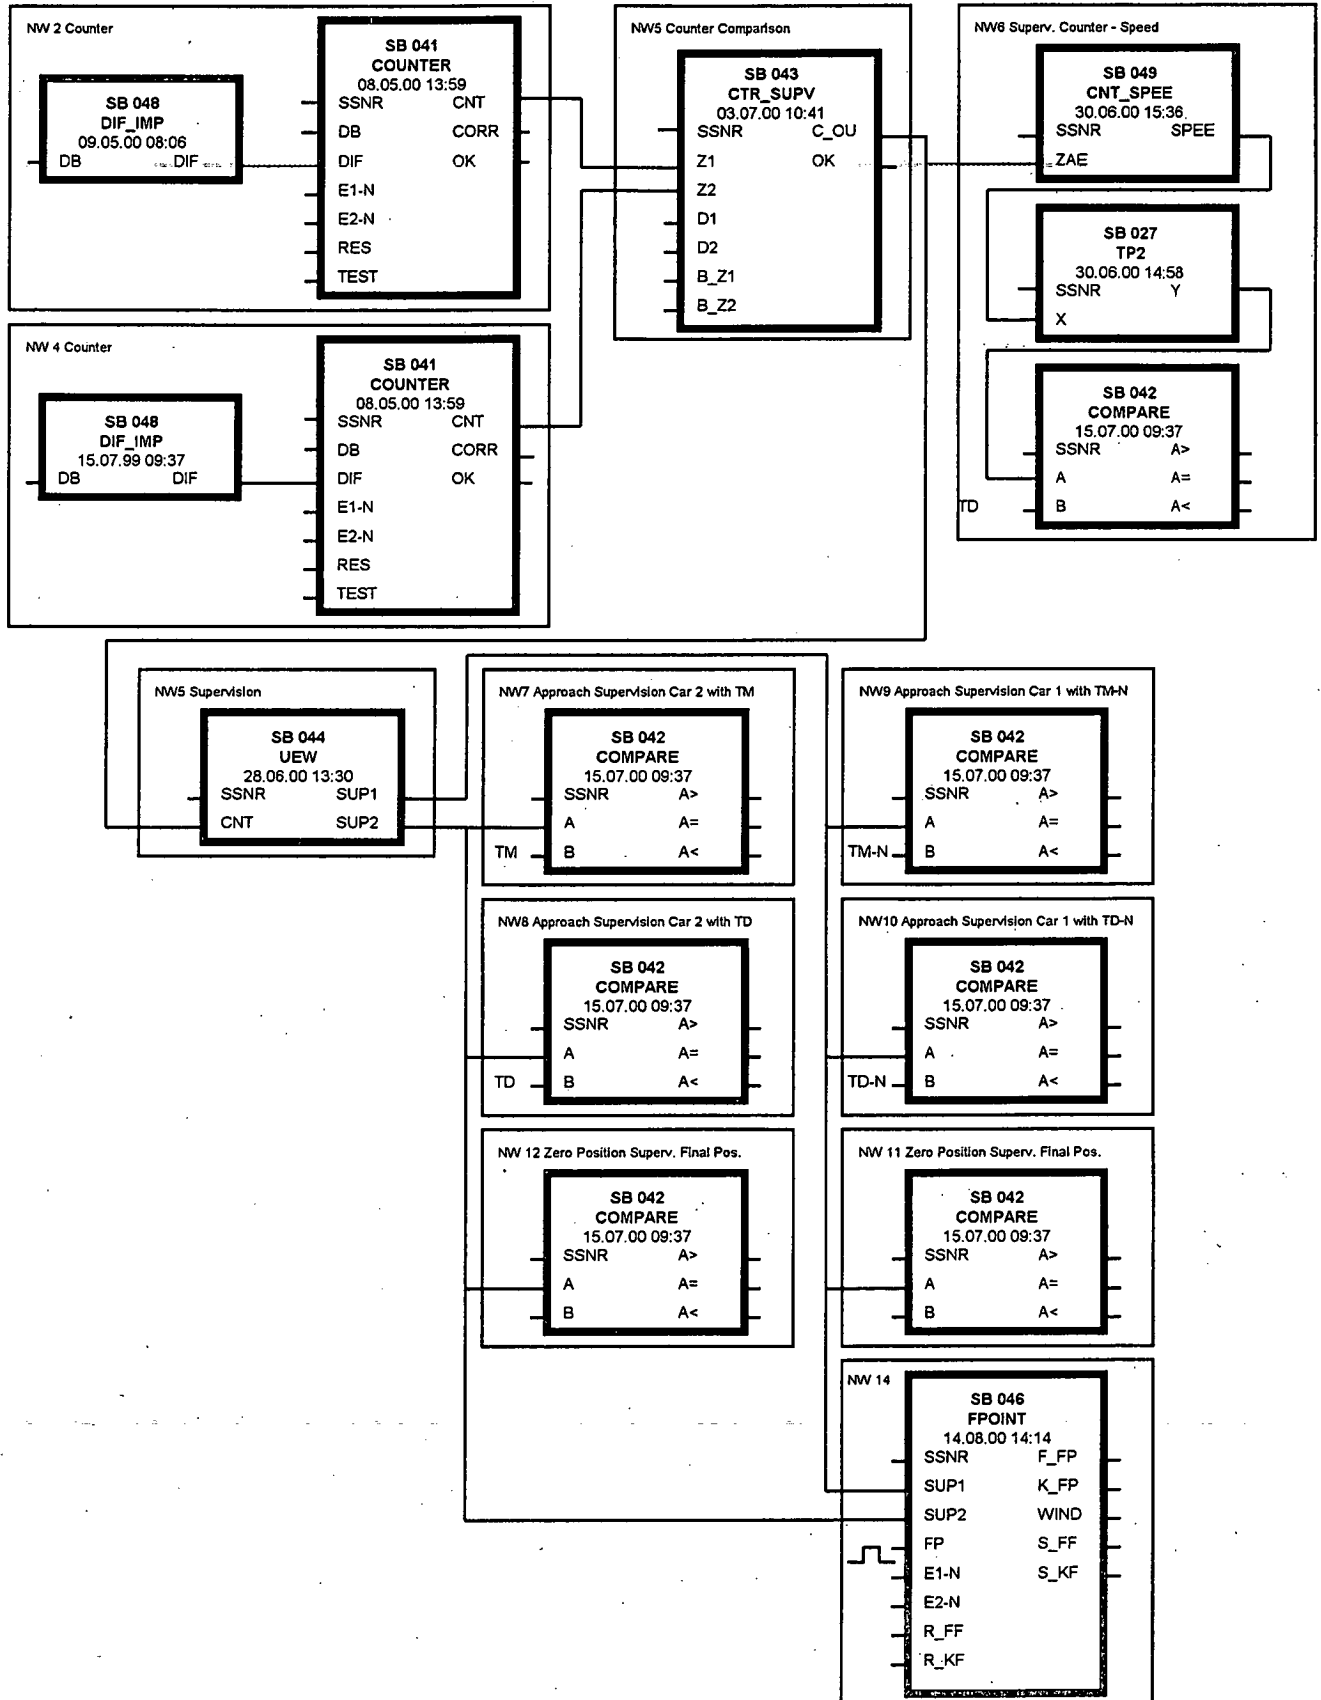 NW 2 Counter
SB 048
DIF_IMP
09.05.00 08:06
DB DIF
SB 041
COUNTER
08.05.00 13:59
SSNR CNT
DB CORR
DIF OK
E1-N
E2-N
RES
TEST
NW5 Counter Comparison
SB 043
CTR_SUPV
03.07.00 10:41
SSNR C_OU
Z1 OK
Z2
D1
D2
B_Z1
B_Z2
NW6 Superv. Counter - Speed
SB 049
CNT_SPEE
30.06.00 15:36
SSNR SPEE
ZAE
SB 027
TP2
30.06.00 14:58
SSNR Y
X
SB 042
COMPARE
15.07.00 09:37
SSNR A>
A A=
TD B A<
NW 4 Counter
SB 048
DIF_IMP
15.07.99 09:37
DB DIF
SB 041
COUNTER
08.05.00 13:59
SSNR CNT
DB CORR
DIF OK
E1-N
E2-N
RES
TEST
NW5 Supervision
SB 044
UEW
28.06.00 13:30
SSNR SUP1
CNT SUP2
NW7 Approach Supervision Car 2 with TM
SB 042
COMPARE
15.07.00 09:37
SSNR A>
A A=
TM B A<
NW9 Approach Supervision Car 1 with TM-N
SB 042
COMPARE
15.07.00 09:37
SSNR A>
A A=
TM-N B A<
NW8 Approach Supervision Car 2 with TD
SB 042
COMPARE
15.07.00 09:37
SSNR A>
A A=
TD B A<
NW10 Approach Supervision Car 1 with TD-N
SB 042
COMPARE
15.07.00 09:37
SSNR A>
A A=
TD-N B A<
NW 12 Zero Position Superv. Final Pos.
SB 042
COMPARE
15.07.00 09:37
SSNR A>
A A=
B A<
NW 11 Zero Position Superv. Final Pos.
SB 042
COMPARE
15.07.00 09:37
SSNR A>
A A=
B A<
NW 14
SB 046
FPOINT
14.08.00 14:14
SSNR F_FP
SUP1 K_FP
SUP2 WIND
FP S_FF
E1-N S_KF
E2-N
R_FF
R_KF